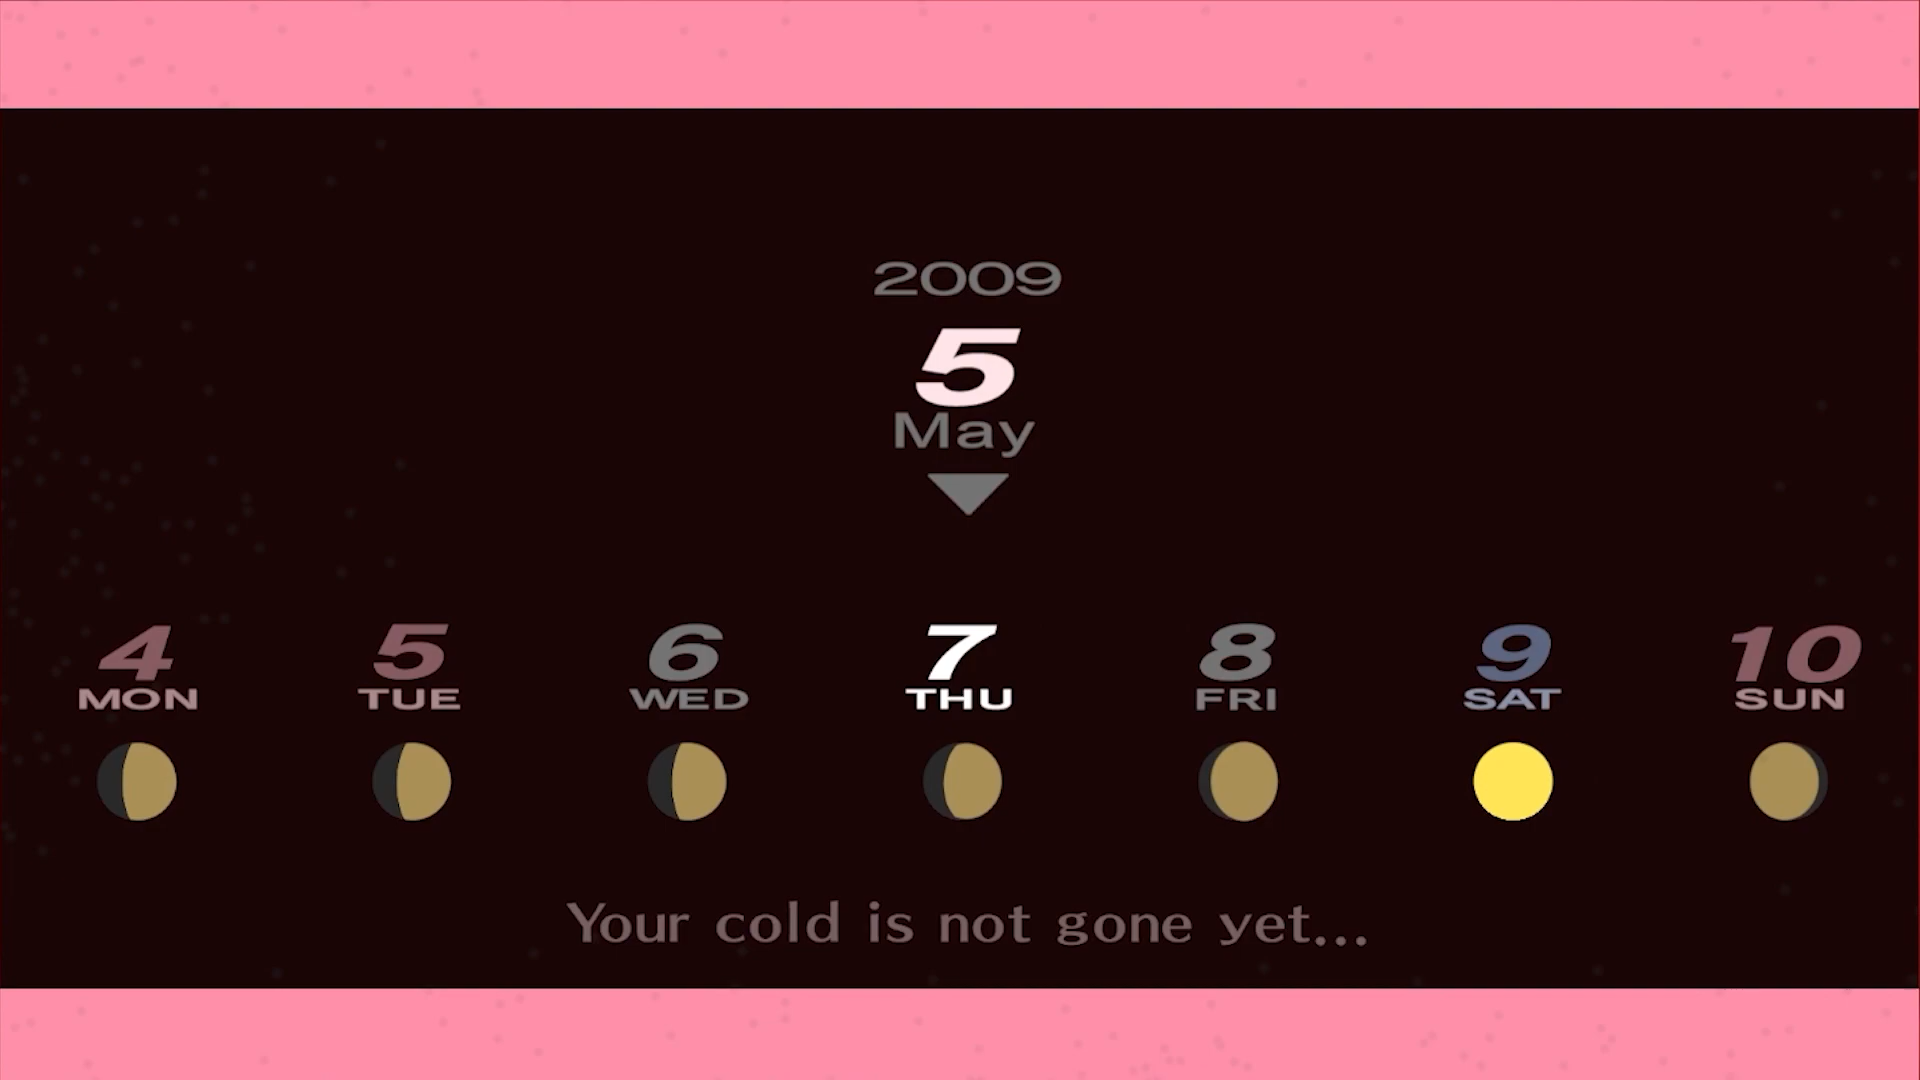 2009
5
May
4 5 6 7 8 9 10
MON TUE WED THU FRI SAT SUN
Your cold is not gone yet...